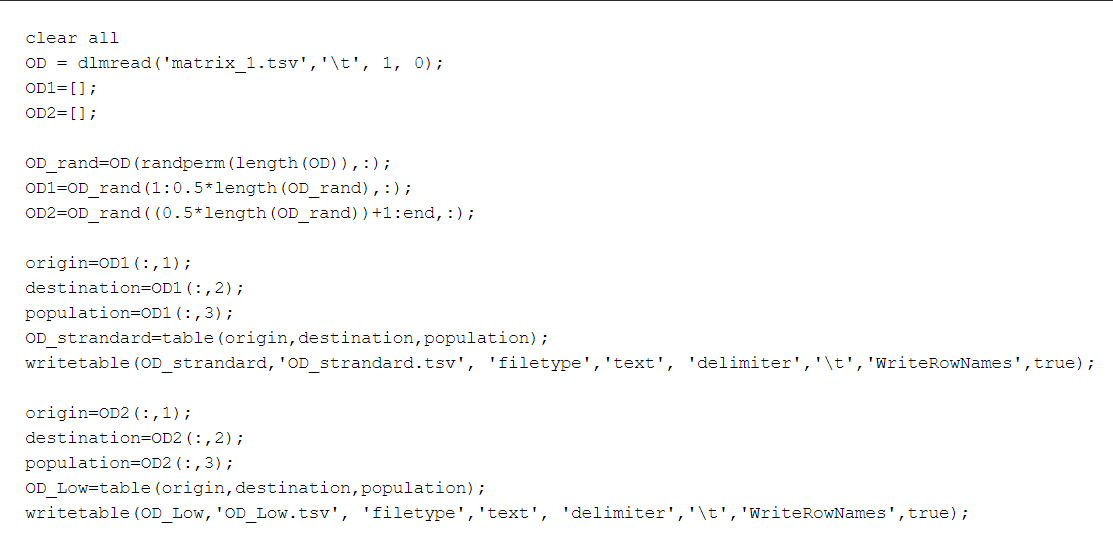 clear all
OD = dlmread('matrix_1.tsv','\t', 1, 0);
OD1=[];
OD2=[];
OD_rand=OD(randperm(length(OD)),:);
OD1=OD_rand(1:0.5*length(OD_rand),:);
OD2=OD_rand((0.5*length(OD_rand))+1:end,:);
origin=OD1(:,1);
destination=OD1(:,2);
population=OD1(:,3);
OD_strandard=table(origin,destination,population);
writetable(OD_strandard,'OD_strandard.tsv', 'filetype','text', 'delimiter','\t','WriteRowNames',true);
origin=OD2(:,1);
destination=OD2(:,2);
population=OD2(:,3);
OD_Low=table(origin,destination,population);
writetable(OD_Low,'OD_Low.tsv', 'filetype','text', 'delimiter','\t','WriteRowNames',true);